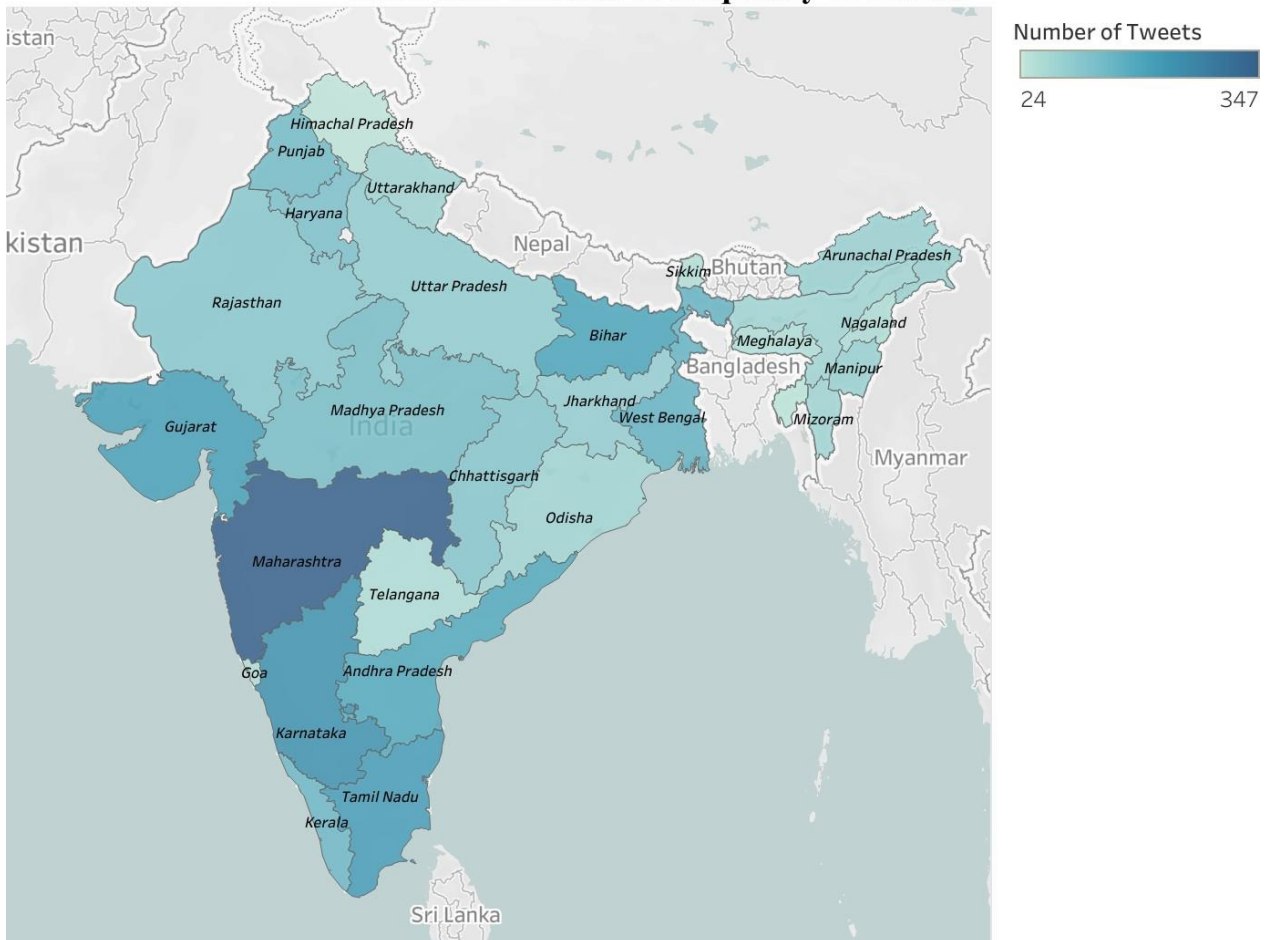 Number of Tweets
24 347
istan
Himachal Pradesh
Punjab
Uttarakhand
Haryana
kistan
Nepal
Arunachal Pradesh
Sikkim
Bhutan
Uttar Pradesh
Rajasthan
Nagaland
Bihar
Meghalaya
Bangladesh
Manipur
Jharkhand
Madhya Pradesh
West Bengal
Mizoram
India
Gujarat
Myanmar
Chhattisgarh
Odisha
Maharashtra
Telangana
Goa
Andhra Pradesh
Karnataka
Tamil Nadu
Kerala
Sri Lanka